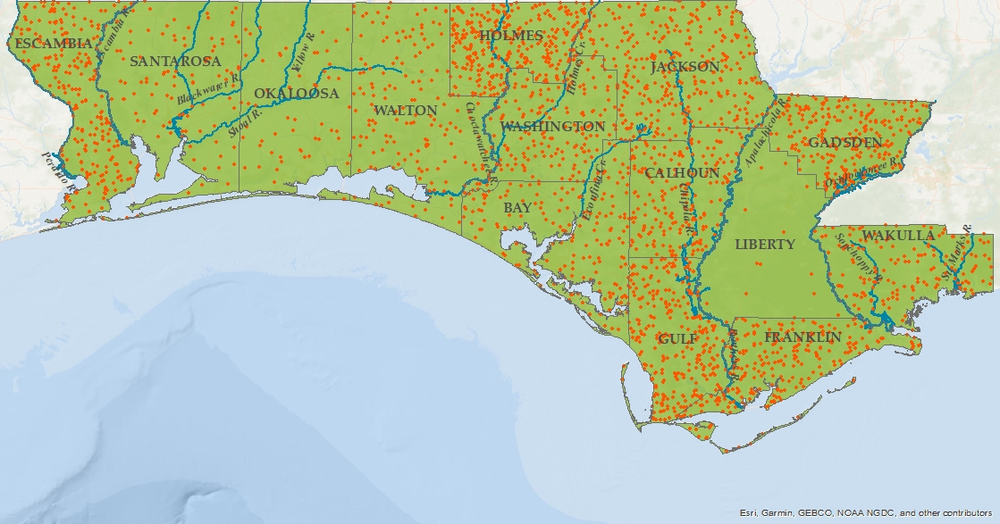 ESCAMBIA
Escambia R.
SANTAROSA
Blackwater R.
Yellow R.
OKALOOSA
Shoal R.
WALTON
HOLMES
Holmes Cr.
JACKSON
Choctawhatchee R.
WASHINGTON
Apalachicola R.
GADSDEN
Ochlockonee R.
Perdido R.
CALHOUN
Econfina Cr.
Chipola R.
BAY
LIBERTY
WAKULLA
Sopchoppy R.
St. Marks R.
GULF
FRANKLIN
Esri, Garmin, GEBCO, NOAA NGDC, and other contributors